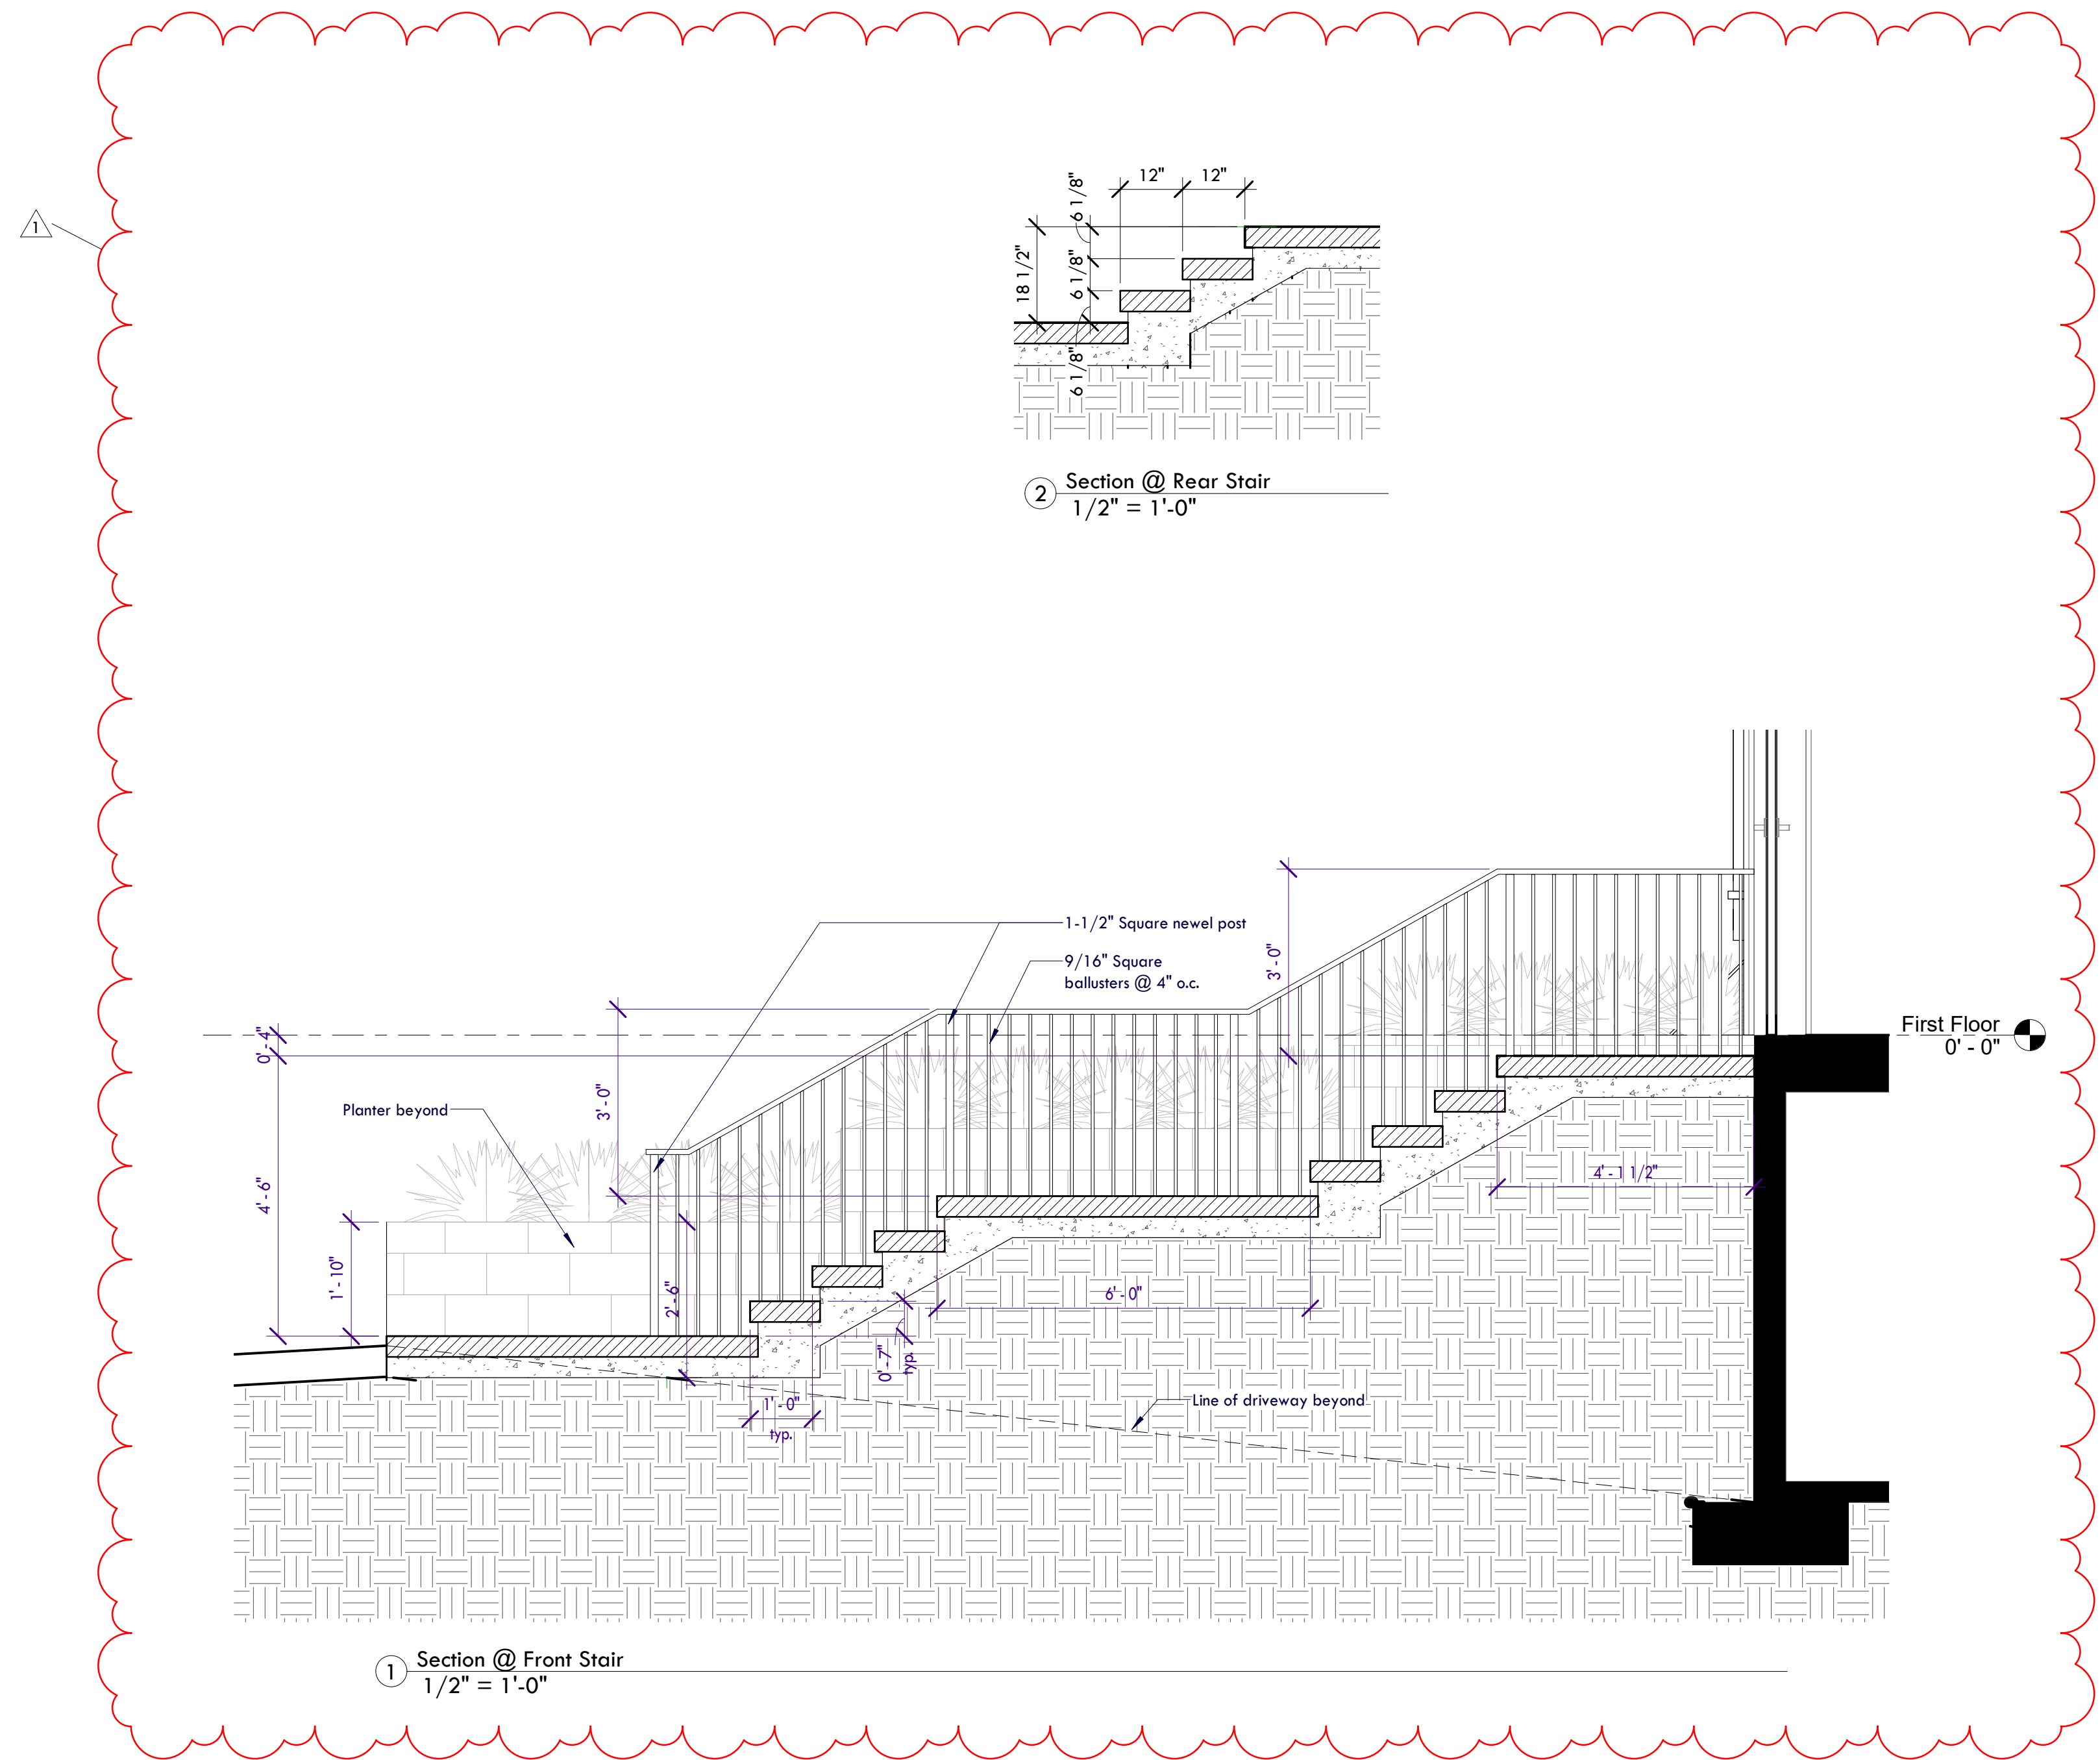 1
12"
12"
6 1/8"
18 1/2"
6 1/8"
6 1/8"
2
Section @ Rear Stair
1/2" = 1'-0"
1-1/2" Square newel post
9/16" Square
ballusters @ 4" o.c.
3' - 0"
First Floor
0' - 0"
0' - 4"
3' - 0"
Planter beyond
4' - 6"
4' - 1 1/2"
1' - 10"
2' - 6"
6' - 0"
0' - 7"
typ.
1' - 0"
typ.
Line of driveway beyond
1
Section @ Front Stair
1/2" = 1'-0"